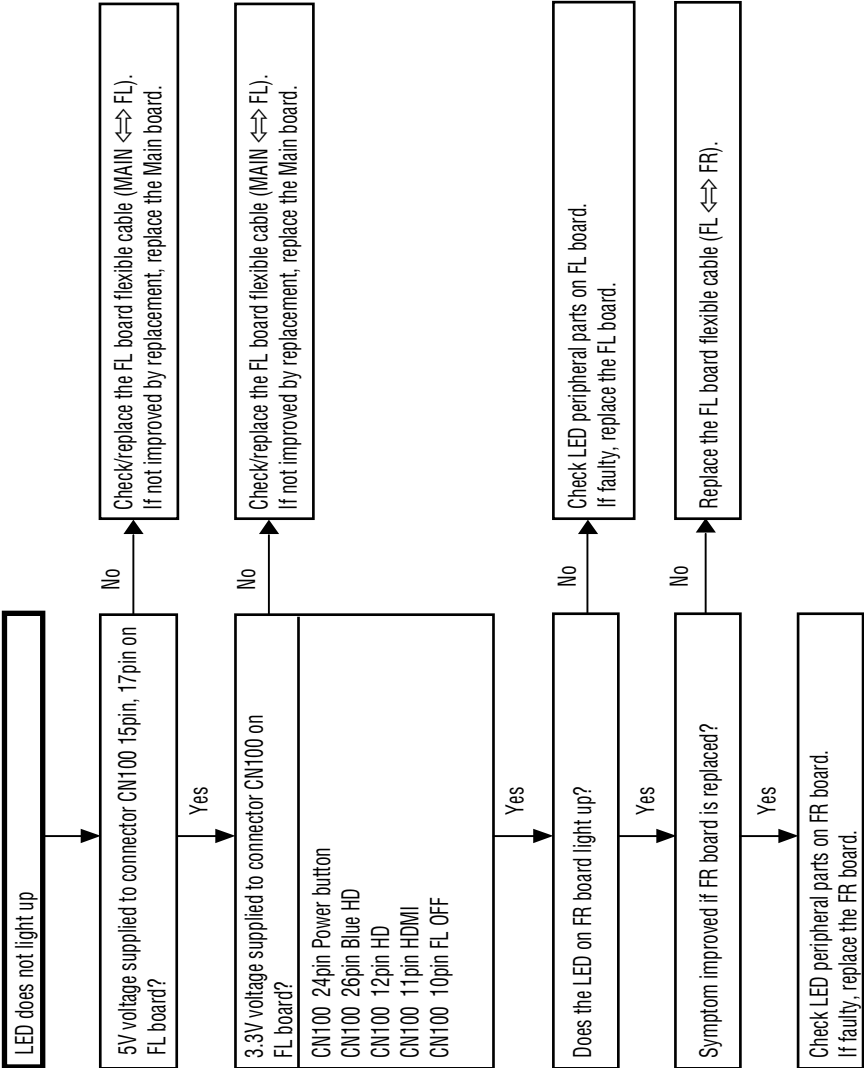 LED does not light up
5V voltage supplied to connector CN100 15pin, 17pin on
FL board?
No
Check/replace the FL board flexible cable (MAIN ⇔ FL).
If not improved by replacement, replace the Main board.
Yes
3.3V voltage supplied to connector CN100 on
FL board?
CN100 24pin Power button
CN100 26pin Blue HD
CN100 12pin HD
CN100 11pin HDMI
CN100 10pin FL OFF
No
Check/replace the FL board flexible cable (MAIN ⇔ FL).
If not improved by replacement, replace the Main board.
Yes
Does the LED on FR board light up?
No
Check LED peripheral parts on FL board.
If faulty, replace the FL board.
Yes
Symptom improved if FR board is replaced?
No
Replace the FL board flexible cable (FL ⇔ FR).
Yes
Check LED peripheral parts on FR board.
If faulty, replace the FR board.